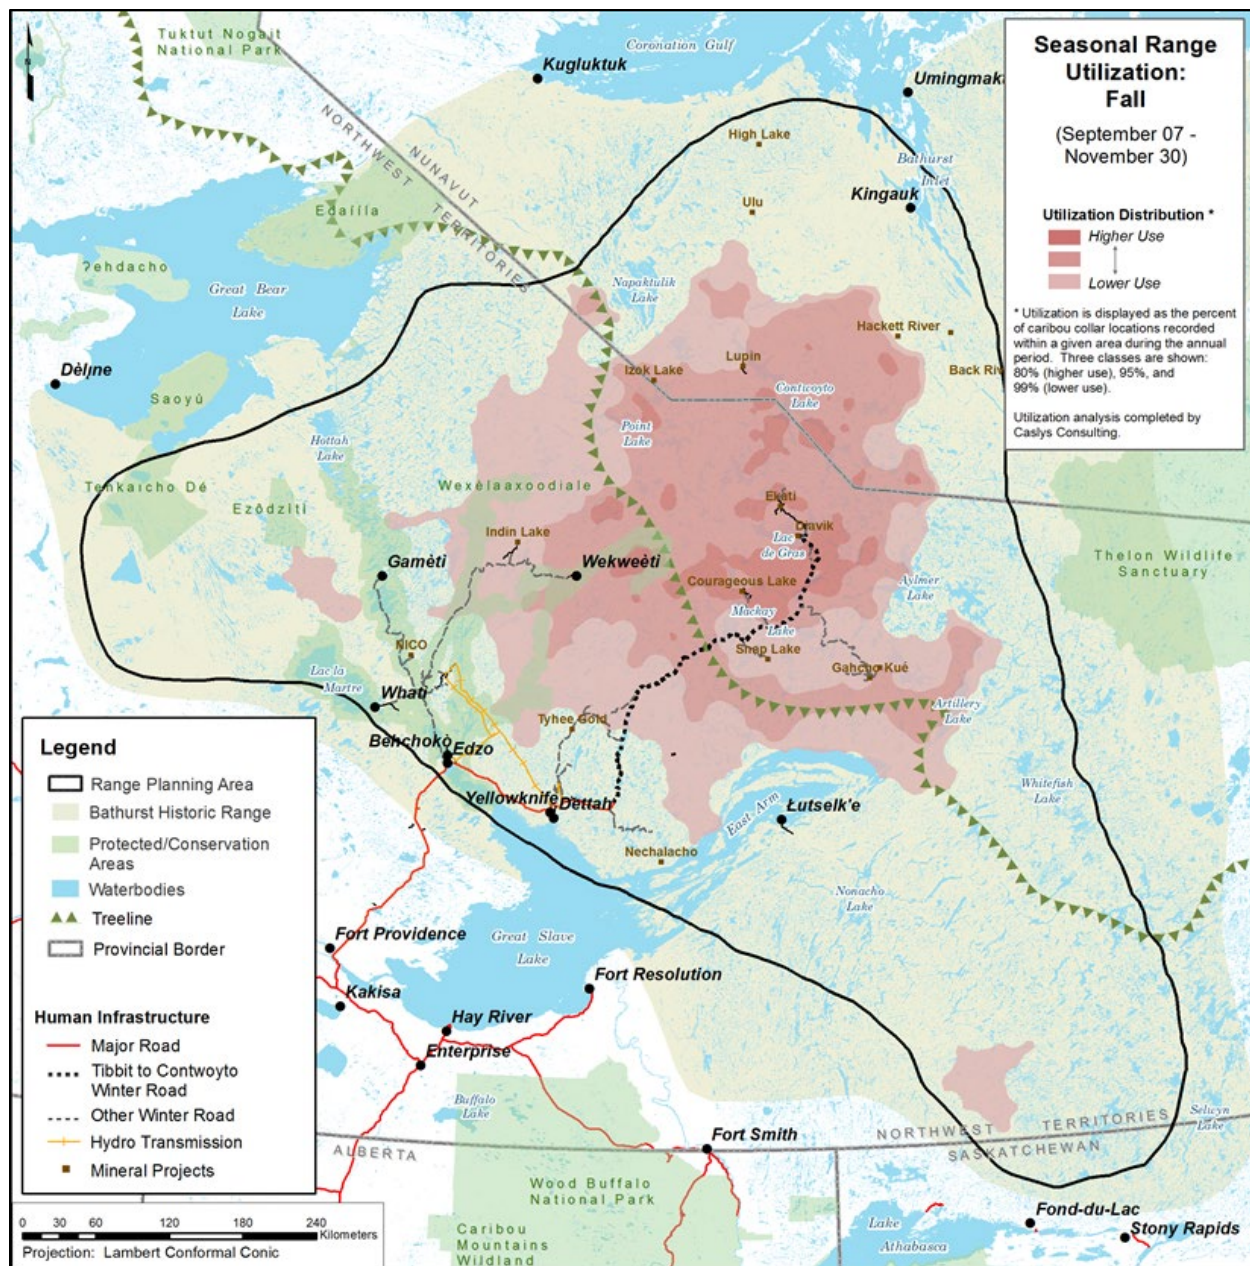 Seasonal Range
Utilization:
Fall
(September 07 -
November 30)
Utilization Distribution *
Higher Use
Lower Use
* Utilization is displayed as the percent
of caribou collar locations recorded
within a given area during the annual
period. Three classes are shown:
80% (higher use), 95%, and
99% (lower use).
Utilization analysis completed by
Caslys Consulting.
Tuktut Nogait
National Park
N
Coronation Gulf
Kugluktuk
Umingmakt
NUNAVUT
NORTHWEST TERRITORIES
High Lake
Bathurst
Inlet
Kingauk
Ulu
Edaííla
Ɂehdacho
Great Bear
Lake
Napaktulik
Lake
Hackett River
Back Riv
Lupin
Izok Lake
Contwoyto
Lake
Dèlįne
Saoyú
Hottah
Lake
Point
Lake
Tenkaıcho Dé
Ezǒdzìtì
Wexèlaaxoodiale
Indin Lake
Ekati
Diavik
Lac
de Gras
Thelon Wildlife
Sanctuary
Gamètì
Wekweètì
Courageous Lake
Aylmer
Lake
Mackay
Lake
NICO
Snap Lake
Gahcho Kué
Lac la
Martre
Whatì
Artillery
Lake
Tyhee Gold
Behchokò
Edzo
Whitefish
Lake
Yellowknife
Dettah
East Arm
Łutselk'e
Nechalacho
Nonacho
Lake
Fort Providence
Great Slave
Lake
Fort Resolution
Kakisa
Hay River
Enterprise
Buffalo
Lake
Selwyn
Lake
NORTHWEST TERRITORIES
SASKATCHEWAN
Fort Smith
ALBERTA
Wood Buffalo
National Park
Caribou
Mountains
Wildland
Fond-du-Lac
Stony Rapids
Lake
Athabasca
Legend
Range Planning Area
Bathurst Historic Range
Protected/Conservation
Areas
Waterbodies
Treeline
Provincial Border
Human Infrastructure
Major Road
Tibbit to Contwoyto
Winter Road
Other Winter Road
Hydro Transmission
Mineral Projects
0 30 60 120 180 240
Kilometers
Projection: Lambert Conformal Conic